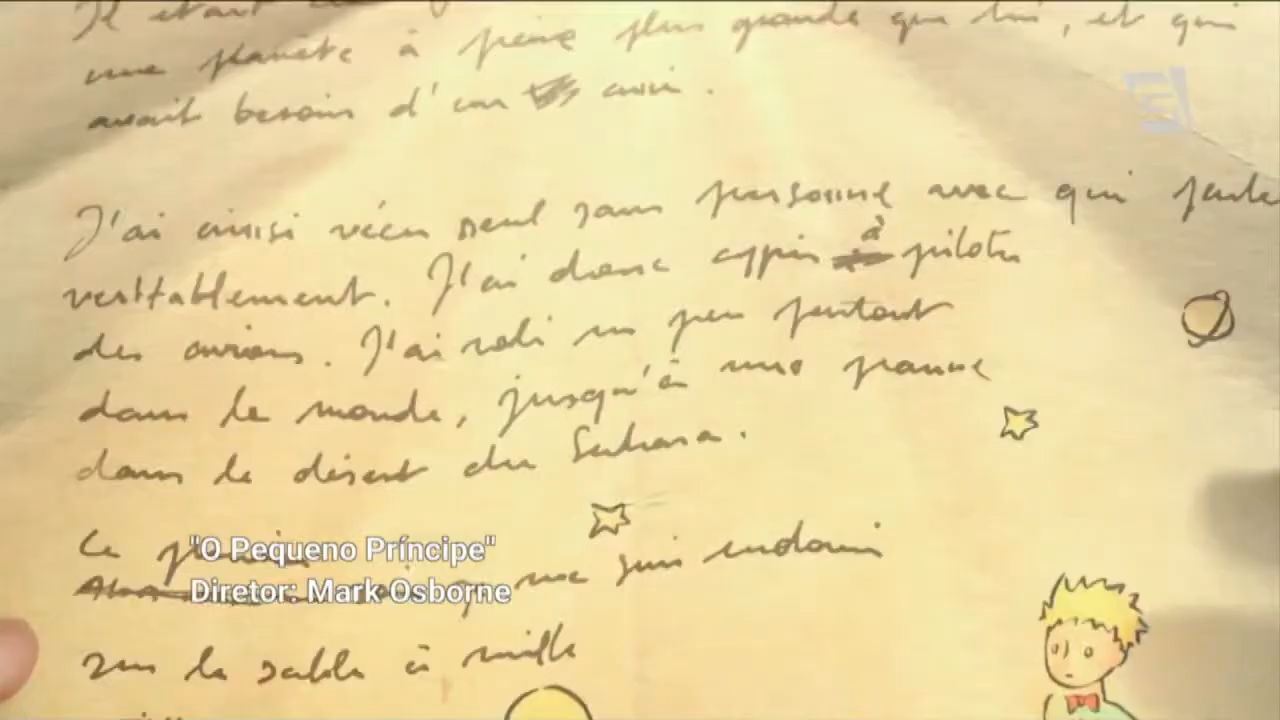 Il était
une planète à peine plus grande que lui, et qui
avait besoin d'un ami.
J'ai ainsi vécu seul sans personne avec qui parler
véritablement. J'ai donc appris à piloter
des avions. J'ai volé un peu partout
dans le monde, jusqu'à une panne
dans le désert du Sahara.
Le premier
"O Pequeno Príncipe"
me suis endormi
Diretor: Mark Osborne
sur le sable à mille